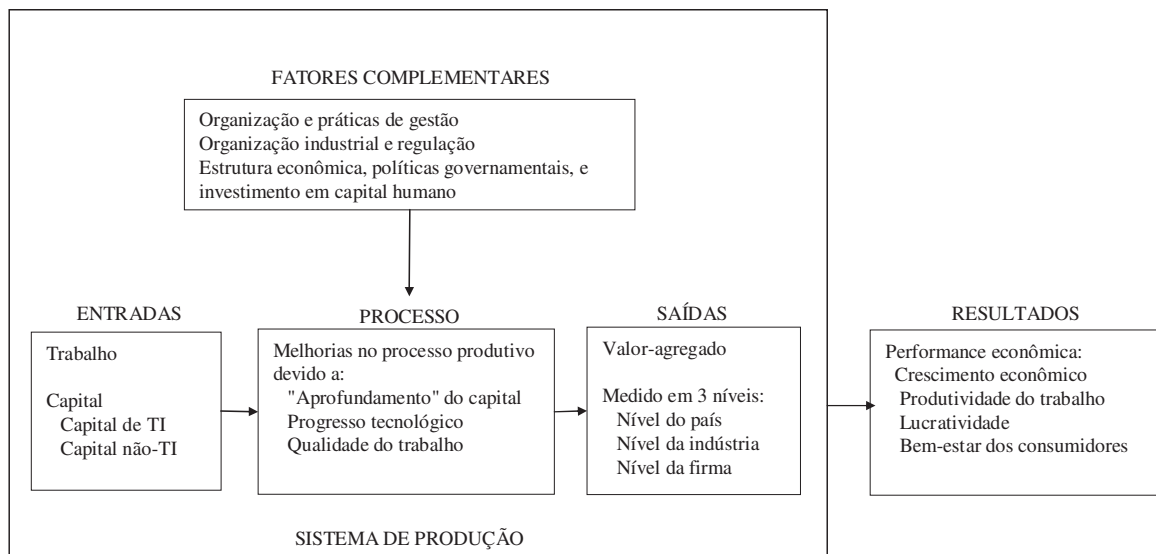 FATORES COMPLEMENTARES
Organização e práticas de gestão
Organização industrial e regulação
Estrutura econômica, políticas governamentais, e
investimento em capital humano
ENTRADAS
Trabalho
Capital
Capital de TI
Capital não-TI
PROCESSO
Melhorias no processo produtivo
devido a:
"Aprofundamento" do capital
Progresso tecnológico
Qualidade do trabalho
SAÍDAS
Valor-agregado
Medido em 3 níveis:
Nível do país
Nível da indústria
Nível da firma
RESULTADOS
Performance econômica:
Crescimento econômico
Produtividade do trabalho
Lucratividade
Bem-estar dos consumidores
SISTEMA DE PRODUÇÃO